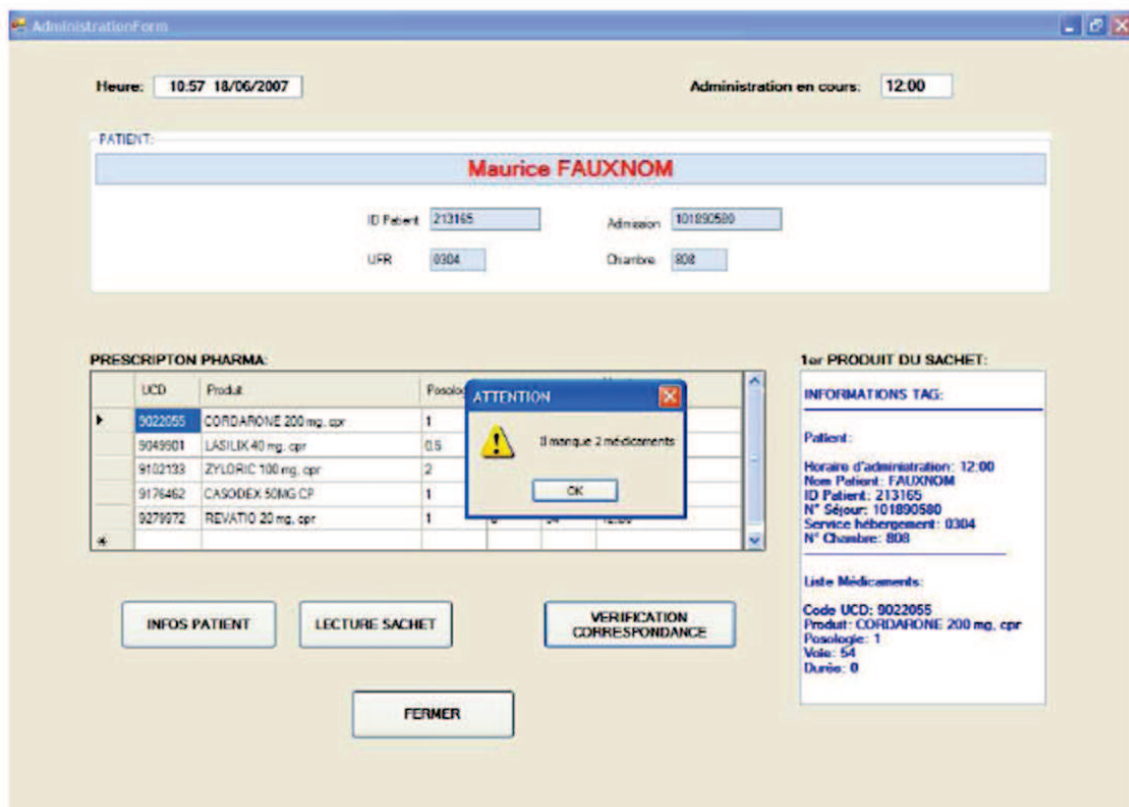 AdministrationForm
Heure: 10:57 18/06/2007 Administration en cours: 12:00
PATIENT:
Maurice FAUXNOM
ID Patient 213165 Admission 101890580
UFR 0304 Chambre 808
PRESCRIPTON PHARMA:
UCD Produit
9022055 CORDARONE 200 mg, cpr 1
9049901 LASILIX 40 mg, cpr 0.5
9102133 ZYLORIC 100 mg, cpr 2
9176462 CASODEX 50MG CP 1
9279972 REVATIO 20 mg, cpr 1
ATTENTION
Il manque 2 médicaments
OK
1er PRODUIT DU SACHET:
INFORMATIONS TAG:
Patient:
Horaire d'administration: 12:00
Nom Patient: FAUXNOM
ID Patient: 213165
N° Séjour: 101890580
Service hébergement: 0304
N° Chambre: 808
Liste Médicaments:
Code UCD: 9022055
Produit: CORDARONE 200 mg, cpr
Posologie: 1
Voie: 54
Durée: 0
INFOS PATIENT
LECTURE SACHET
VERIFICATION
CORRESPONDANCE
FERMER